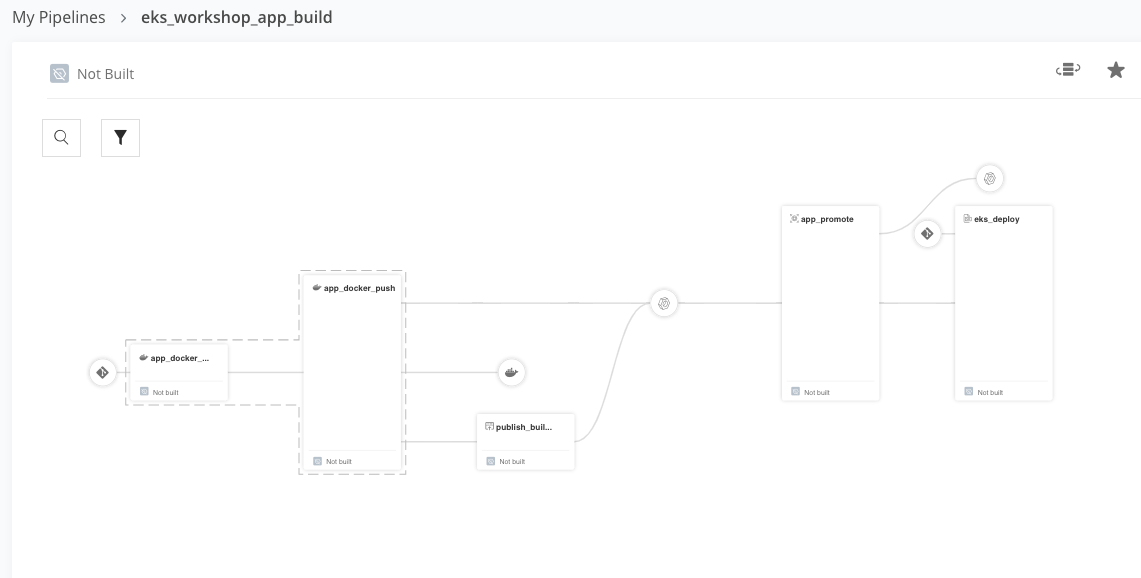 My Pipelines > eks_workshop_app_build
Not Built
app_promote
eks_deploy
app_docker_push
app_docker_...
Not built
Not built
Not built
publish_buil...
Not built
Not built